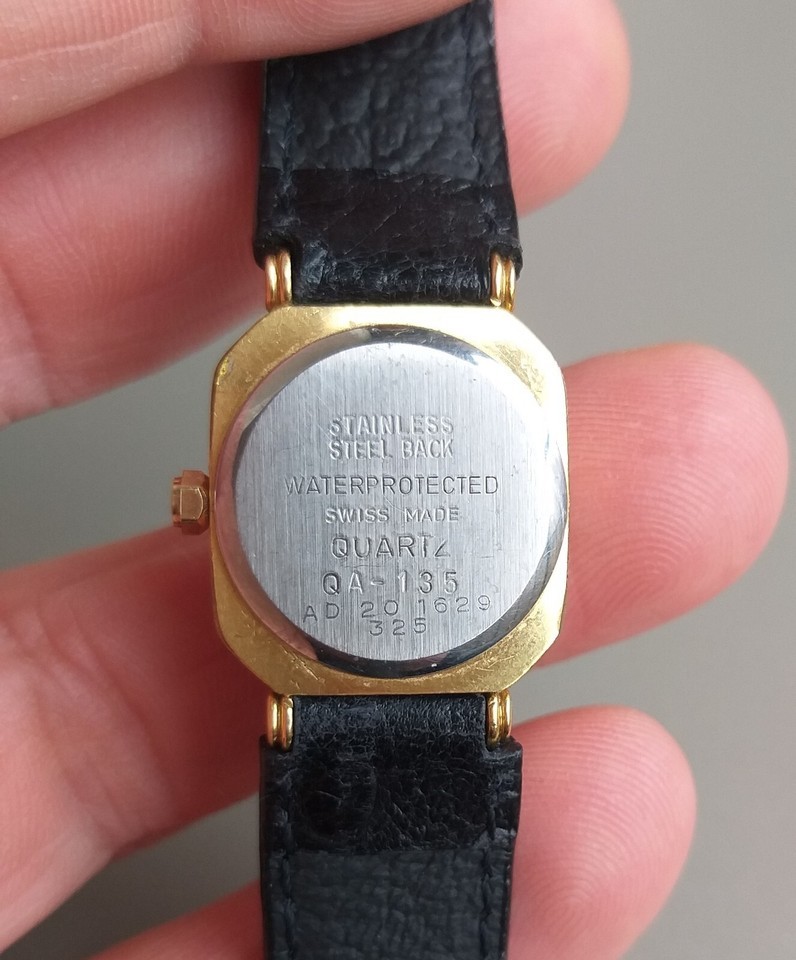 STAINLESS
STEEL BACK
WATERPROTECTED
SWISS MADE
QUARTZ
QA-135
AD 20 1629
325